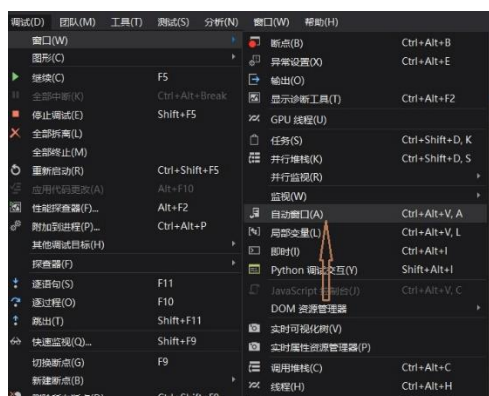 调试(D) 团队(M) 工具(T) 测试(S) 分析(N) 窗口(W) 帮助(H)
窗口(W)
图形(C)
继续(C) F5
全部中断(K) Ctrl+Alt+Break
停止调试(E) Shift+F5
全部拆离(L)
全部终止(M)
重新启动(R) Ctrl+Shift+F5
应用代码更改(A) Alt+F10
性能探查器(F)... Alt+F2
附加到进程(P)... Ctrl+Alt+P
其他调试目标(H)
探查器(F)
逐语句(S) F11
逐过程(O) F10
跳出(T) Shift+F11
快速监视(Q)... Shift+F9
切换断点(G) F9
新建断点(B)
断点(B) Ctrl+Alt+B
异常设置(X) Ctrl+Alt+E
输出(O)
显示诊断工具(T) Ctrl+Alt+F2
GPU 线程(U)
任务(S) Ctrl+Shift+D, K
并行堆栈(K) Ctrl+Shift+D, S
并行监视(R)
监视(W)
自动窗口(A) Ctrl+Alt+V, A
局部变量(L) Ctrl+Alt+V, L
即时(I) Ctrl+Alt+I
Python 调试交互(Y) Shift+Alt+I
JavaScript 控制台(J) Ctrl+Alt+V, C
DOM 资源管理器
实时可视化树(V)
实时属性资源管理器(P)
调用堆栈(C) Ctrl+Alt+C
线程(H) Ctrl+Alt+H